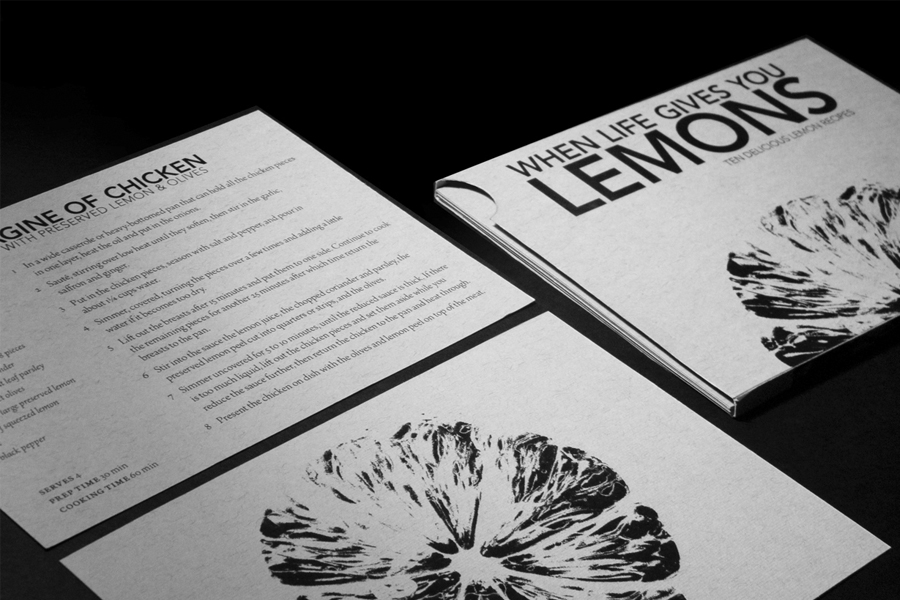 GINE OF CHICKEN
WITH PRESERVED LEMON & OLIVES
1 In a wide casserole or heavy-bottomed pan that can hold all the chicken pieces
in one layer, heat the oil and put in the onions.
2 Sauté, stirring over low heat until they soften, then stir in the garlic,
saffron and ginger.
3 Put in the chicken pieces, season with salt and pepper, and pour in
about 1¼ cups water.
4 Simmer, covered turning the pieces over a few times and adding a little
water if it becomes too dry.
5 Lift out the breasts after 15 minutes and put them to one side. Continue to cook
the remaining pieces for another 25 minutes after which time return the
breasts to the pan.
6 Stir into the sauce the lemon juice, the chopped coriander and parsley, the
preserved lemon peel cut into quarters or strips, and the olives.
7 Simmer uncovered for 5 to 10 minutes, until the reduced sauce is thick. If there
is too much liquid, lift out the chicken pieces and set them aside while you
reduce the sauce further, then return the chicken to the pan and heat through.
8 Present the chicken on dish with the olives and lemon peel on top of the meat.
pieces
leaf parsley
olives
large preserved lemon
squeezed lemon
black pepper
SERVES 4
PREP TIME 30 min
COOKING TIME 60 min
WHEN LIFE GIVES YOU
LEMONS
TEN DELICIOUS LEMON RECIPES